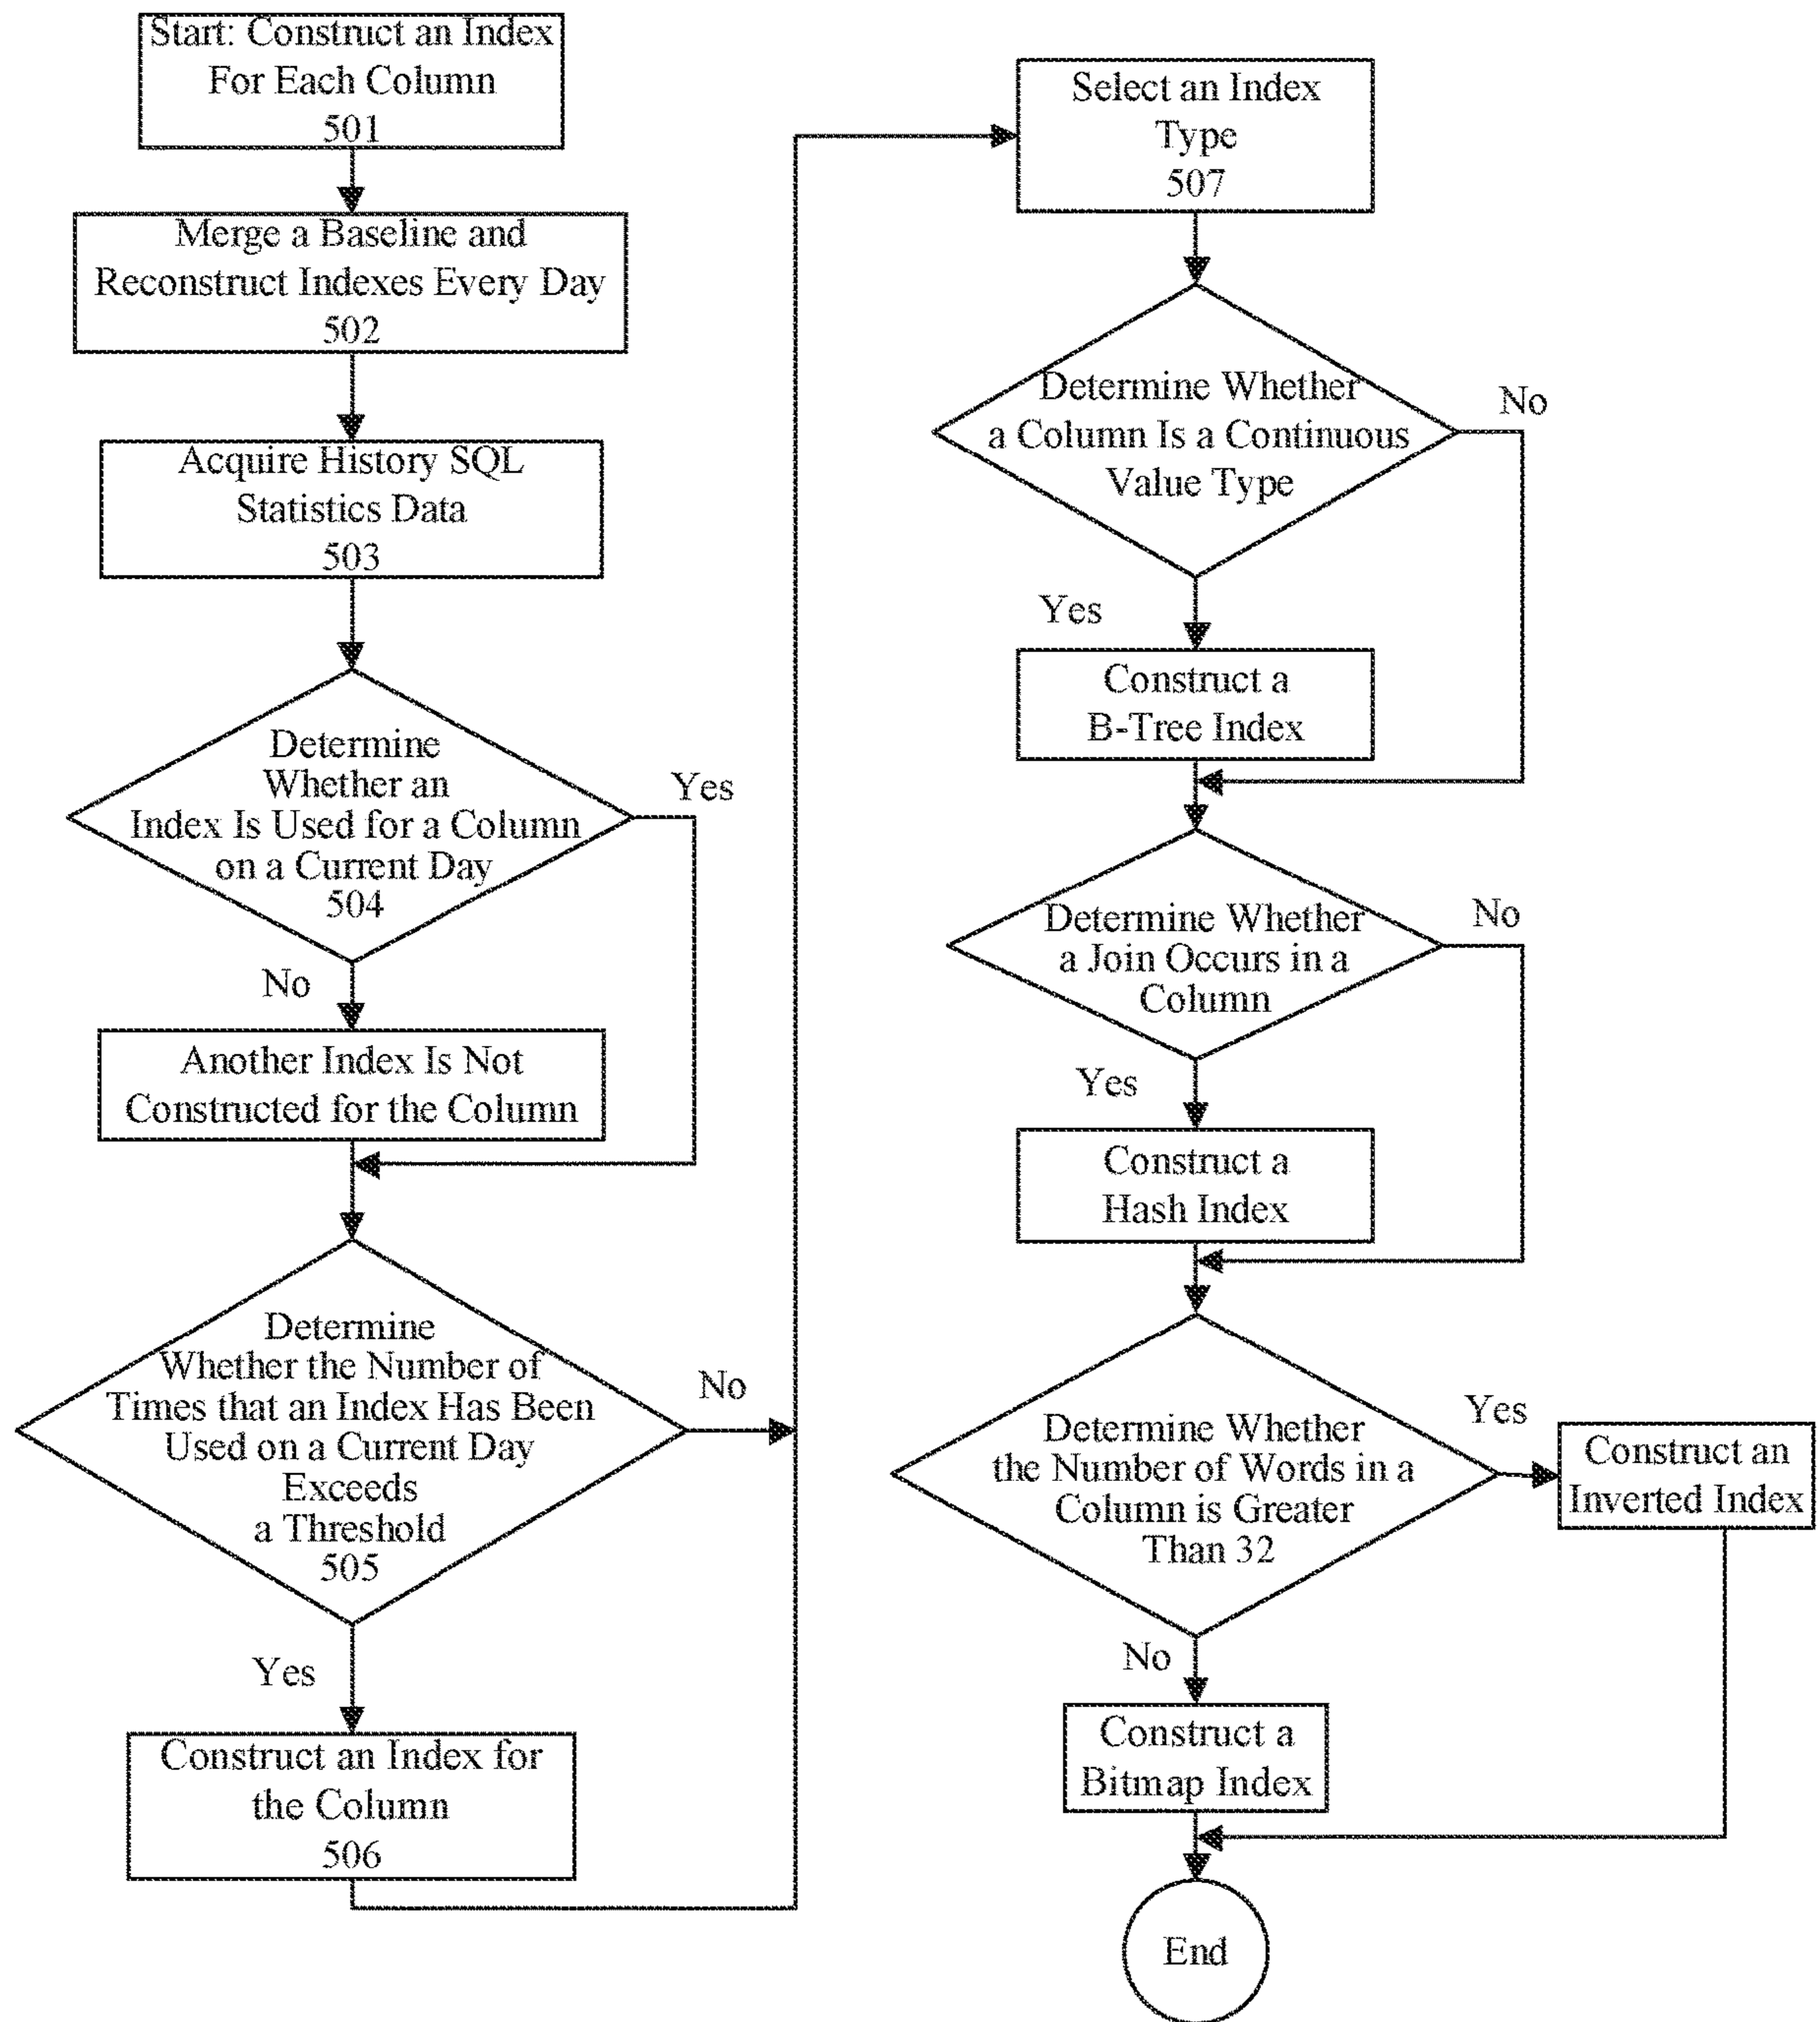 Start: Construct an Index
For Each Column
501
Merge a Baseline and
Reconstruct Indexes Every Day
502
Acquire History SQL
Statistics Data
503
Determine
Whether an
Index Is Used for a Column
on a Current Day
504
Yes
No
Another Index Is Not
Constructed for the Column
Determine
Whether the Number of
Times that an Index Has Been
Used on a Current Day
Exceeds
a Threshold
505
No
Yes
Construct an Index for
the Column
506
Select an Index
Type
507
Determine Whether
a Column Is a Continuous
Value Type
No
Yes
Construct a
B-Tree Index
Determine Whether
a Join Occurs in a
Column
No
Yes
Construct a
Hash Index
Determine Whether
the Number of Words in a
Column is Greater
Than 32
Yes
Construct an
Inverted Index
No
Construct a
Bitmap Index
End